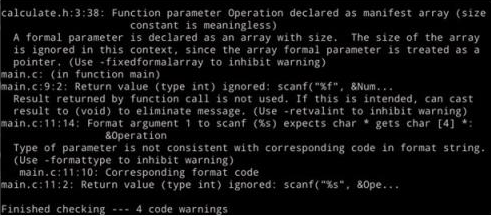 calculate.h:3:38: Function parameter Operation declared as manifest array (size
constant is meaningless)
A formal parameter is declared as an array with size. The size of the array
is ignored in this context, since the array formal parameter is treated as a
pointer. (Use -fixedformalarray to inhibit warning)
main.c: (in function main)
main.c:9:2: Return value (type int) ignored: scanf("%f", &Num...
Result returned by function call is not used. If this is intended, can cast
result to (void) to eliminate message. (Use -retvalint to inhibit warning)
main.c:11:14: Format argument 1 to scanf (%s) expects char * gets char [4] *:
&Operation
Type of parameter is not consistent with corresponding code in format string.
(Use -formattype to inhibit warning)
main.c:11:10: Corresponding format code
main.c:11:2: Return value (type int) ignored: scanf("%s", &Ope...
Finished checking --- 4 code warnings